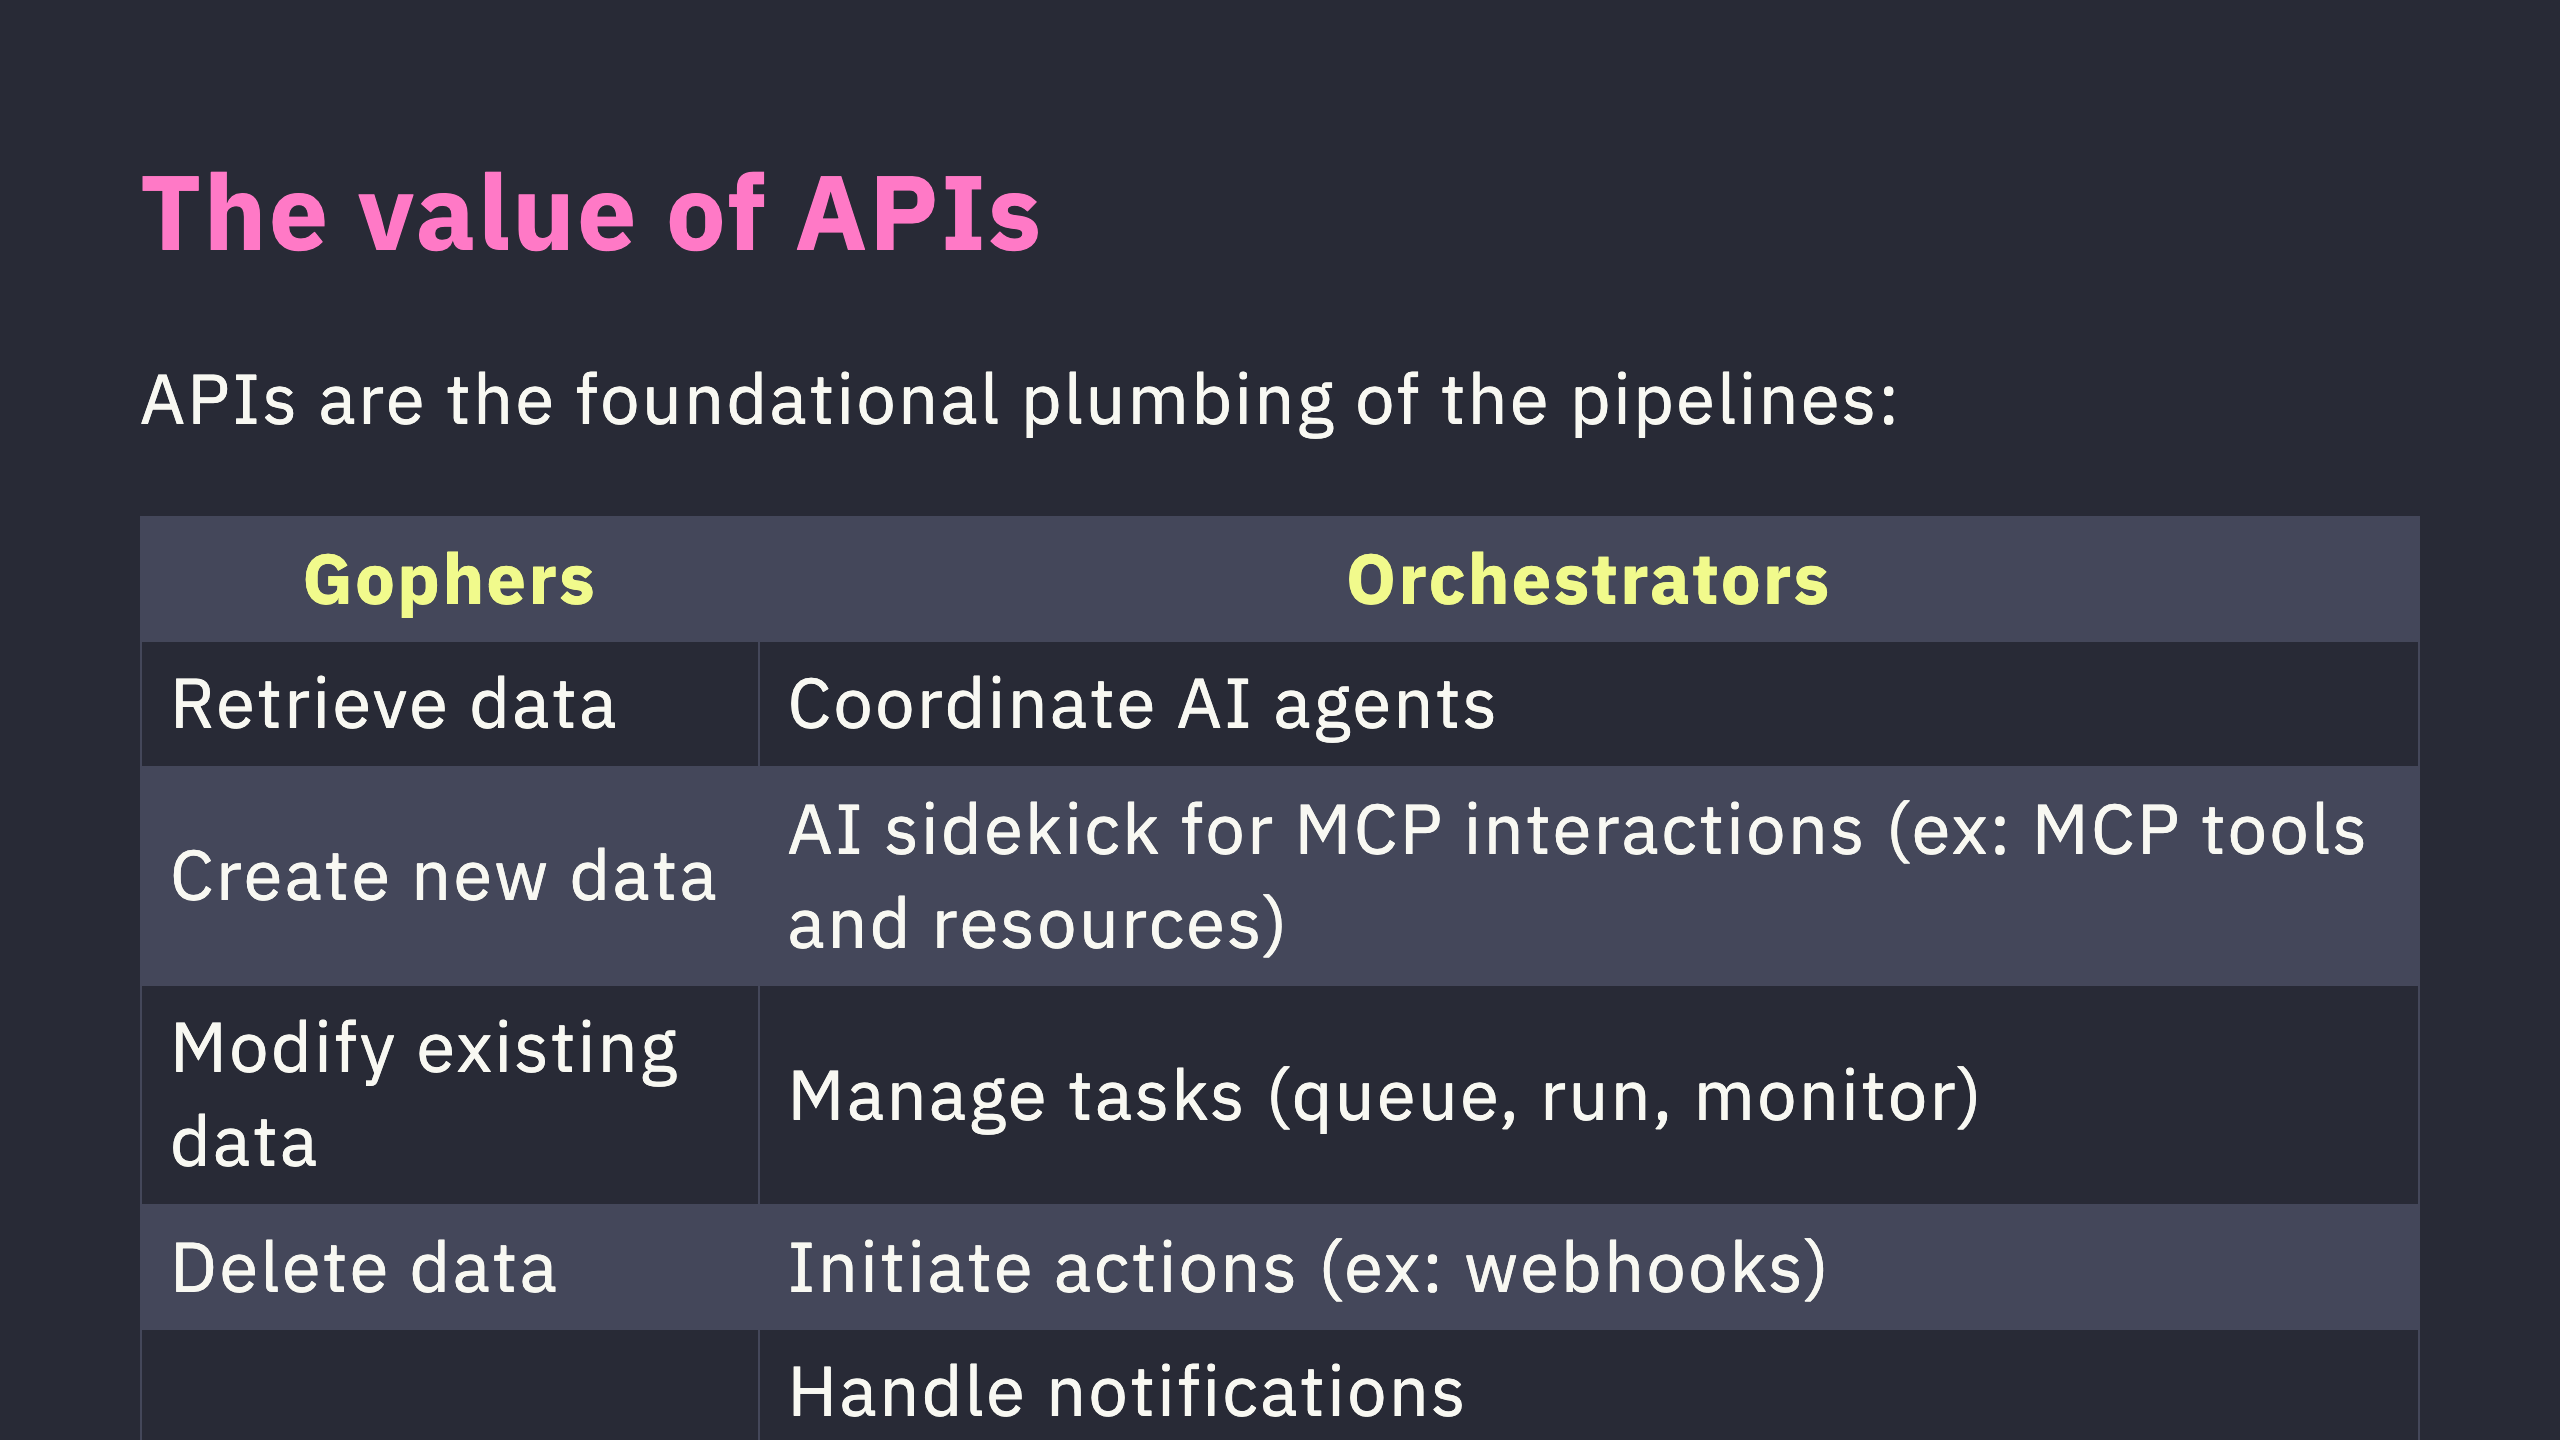 The value of APIs
APIs are the foundational plumbing of the pipelines:
Gophers Orchestrators
Retrieve data Coordinate AI agents
Create new data AI sidekick for MCP interactions (ex: MCP tools
and resources)
Modify existing
data Manage tasks (queue, run, monitor)
Delete data Initiate actions (ex: webhooks)
Handle notifications